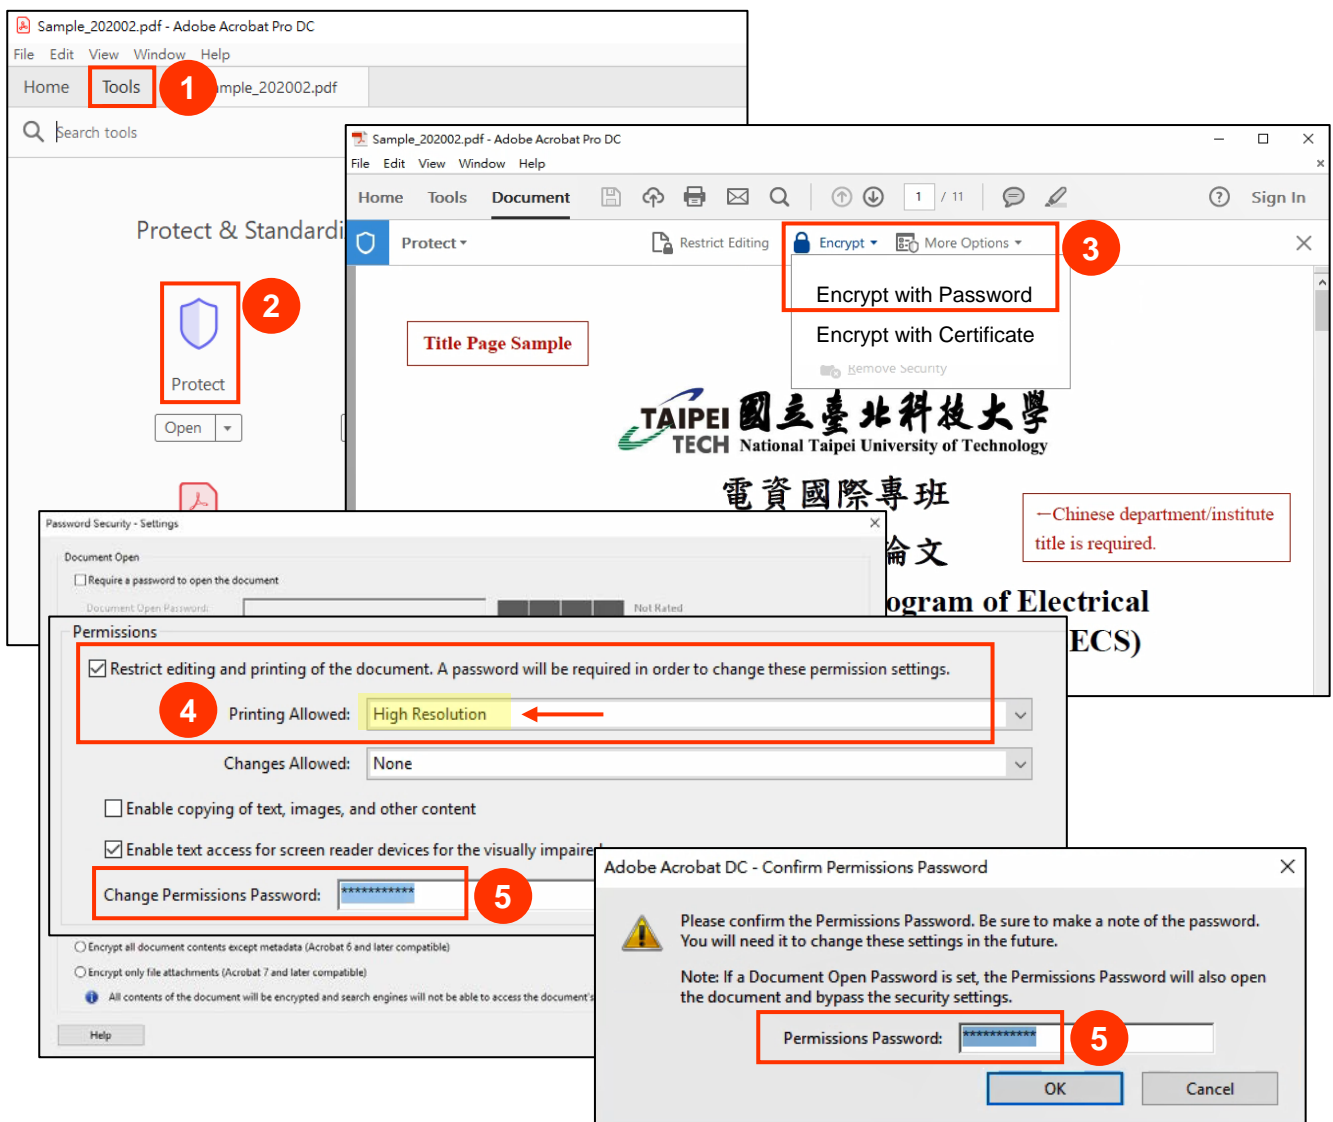 Sample_202002.pdf - Adobe Acrobat Pro DC
File Edit View Window Help
Home Tools 1 ample_202002.pdf
Search tools
Protect & Standardi
2
Protect
Open
Sample_202002.pdf - Adobe Acrobat Pro DC
File Edit View Window Help
Home Tools Document 1 / 11 Sign In
Protect Restrict Editing Encrypt More Options 3
Encrypt with Password
Encrypt with Certificate
Remove Security
Title Page Sample
TAIPEI TECH
國立臺北科技大學
National Taipei University of Technology
電資國際專班
論文
←Chinese department/institute
title is required.
ogram of Electrical
ECS)
Password Security - Settings
Document Open
Require a password to open the document
Document Open Password: Not Rated
Permissions
Restrict editing and printing of the document. A password will be required in order to change these permission settings.
4 Printing Allowed: High Resolution
Changes Allowed: None
Enable copying of text, images, and other content
Enable text access for screen reader devices for the visually impaired
Change Permissions Password: *********** 5
Encrypt all document contents except metadata (Acrobat 6 and later compatible)
Encrypt only file attachments (Acrobat 7 and later compatible)
All contents of the document will be encrypted and search engines will not be able to access the document's
Help
Adobe Acrobat DC - Confirm Permissions Password
Please confirm the Permissions Password. Be sure to make a note of the password.
You will need it to change these settings in the future.
Note: If a Document Open Password is set, the Permissions Password will also open
the document and bypass the security settings.
Permissions Password: *********** 5
OK Cancel